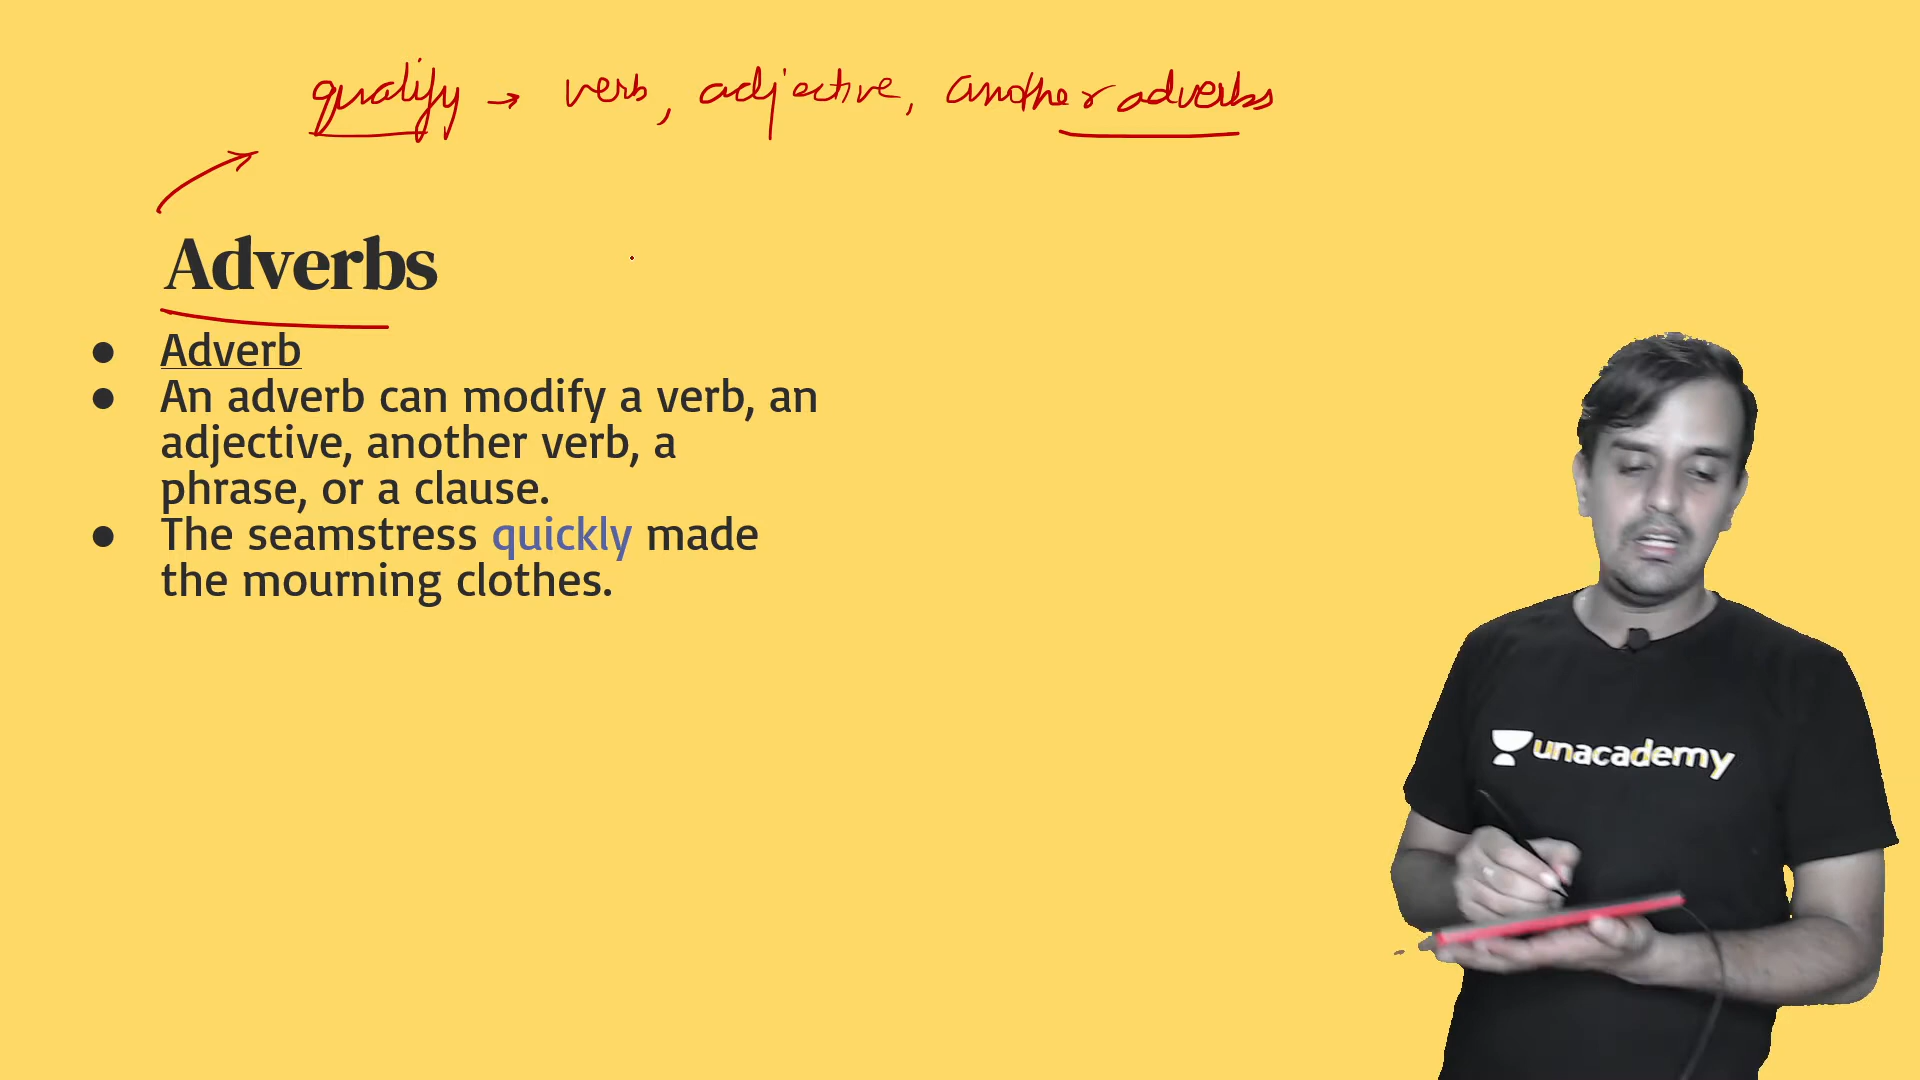 qualify → verb, adjective, another adverbs
Adverbs
● Adverb
● An adverb can modify a verb, an
adjective, another verb, a
phrase, or a clause.
● The seamstress quickly made
the mourning clothes.
unacademy